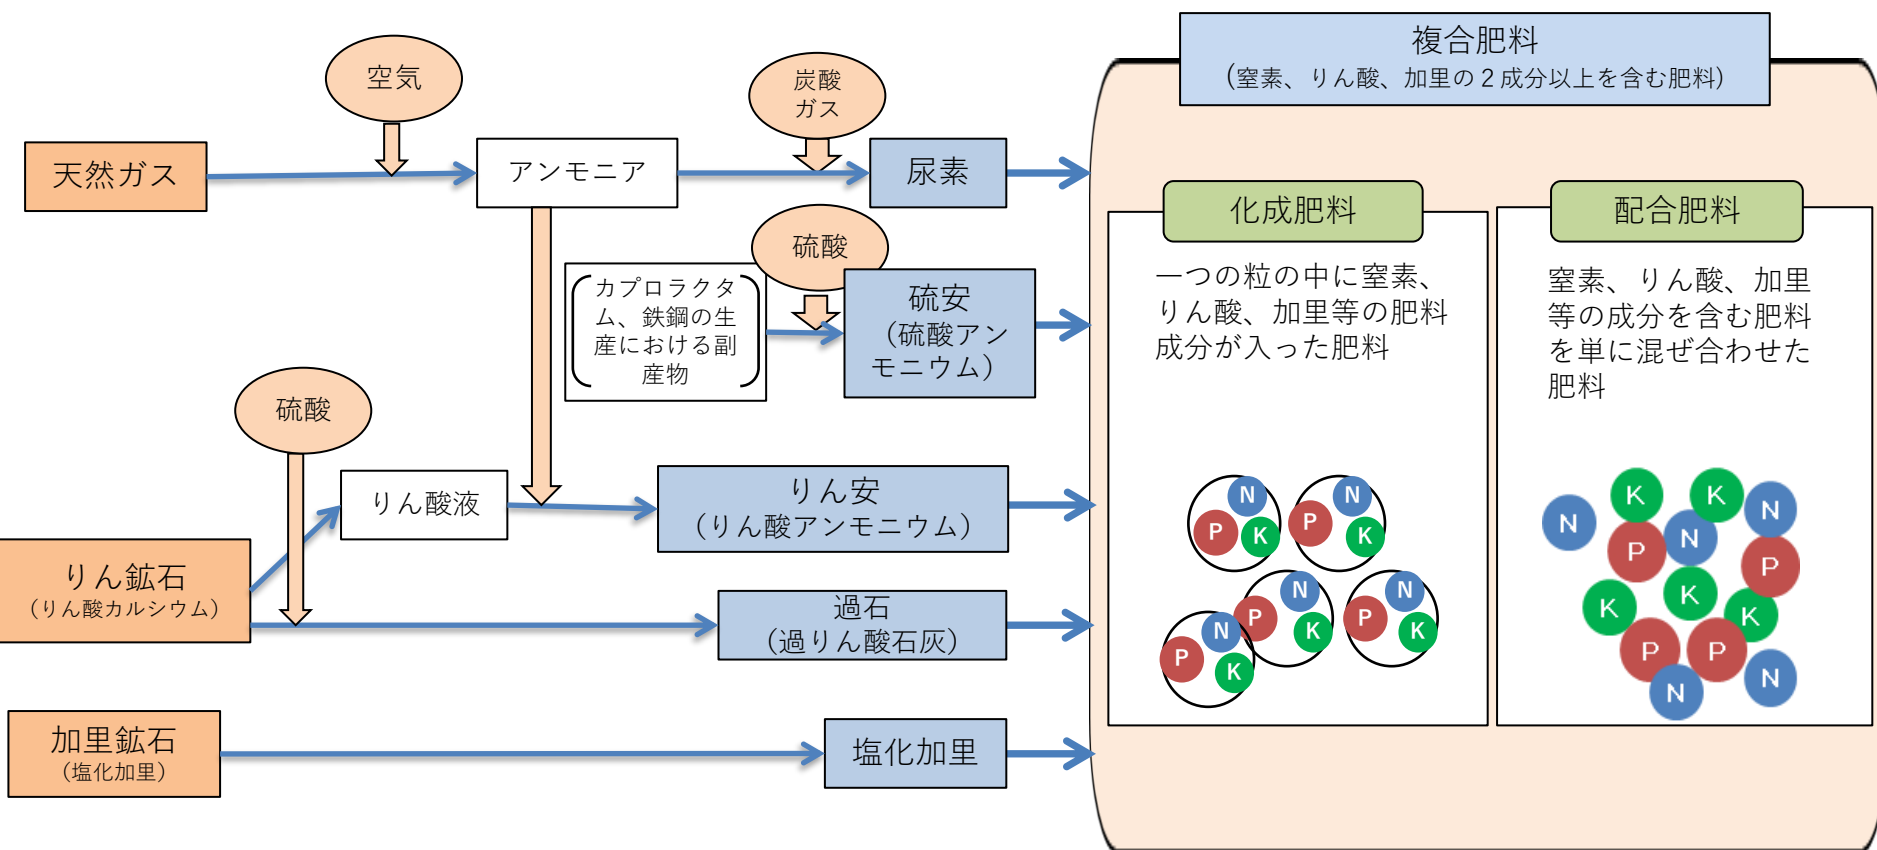 複合肥料
(窒素、りん酸、加里の２成分以上を含む肥料)
空気
炭酸
ガス
天然ガス
アンモニア
尿素
硫酸
カプロラクタ
ム、鉄鋼の生
産における副
産物
硫安
（硫酸アン
モニウム）
硫酸
りん酸液
りん安
（りん酸アンモニウム）
りん鉱石
（りん酸カルシウム）
過石
（過りん酸石灰）
加里鉱石
（塩化加里）
塩化加里
化成肥料
一つの粒の中に窒素、
りん酸、加里等の肥料
成分が入った肥料
N
P
K
N
P
K
N
P
K
N
P
K
N
P
K
配合肥料
窒素、りん酸、加里
等の成分を含む肥料
を単に混ぜ合わせた
肥料
K
K
N
N
N
P
P
K
K
K
P
P
N
N